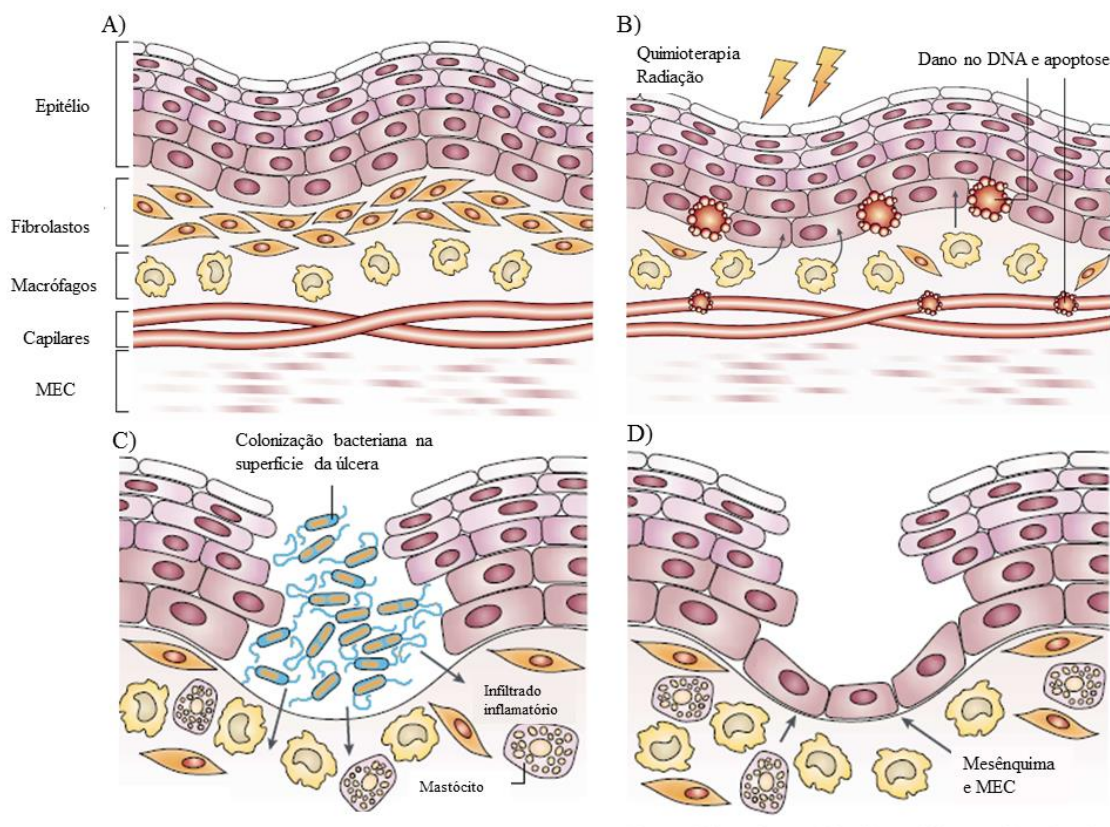 A)
Epitélio
Fibrolastos
Macrófagos
Capilares
MEC
B)
Quimioterapia
Radiação
Dano no DNA e apoptose
C)
Colonização bacteriana na
superfície da úlcera
Infiltrado
inflamatório
Mastócito
D)
Mesênquima
e MEC